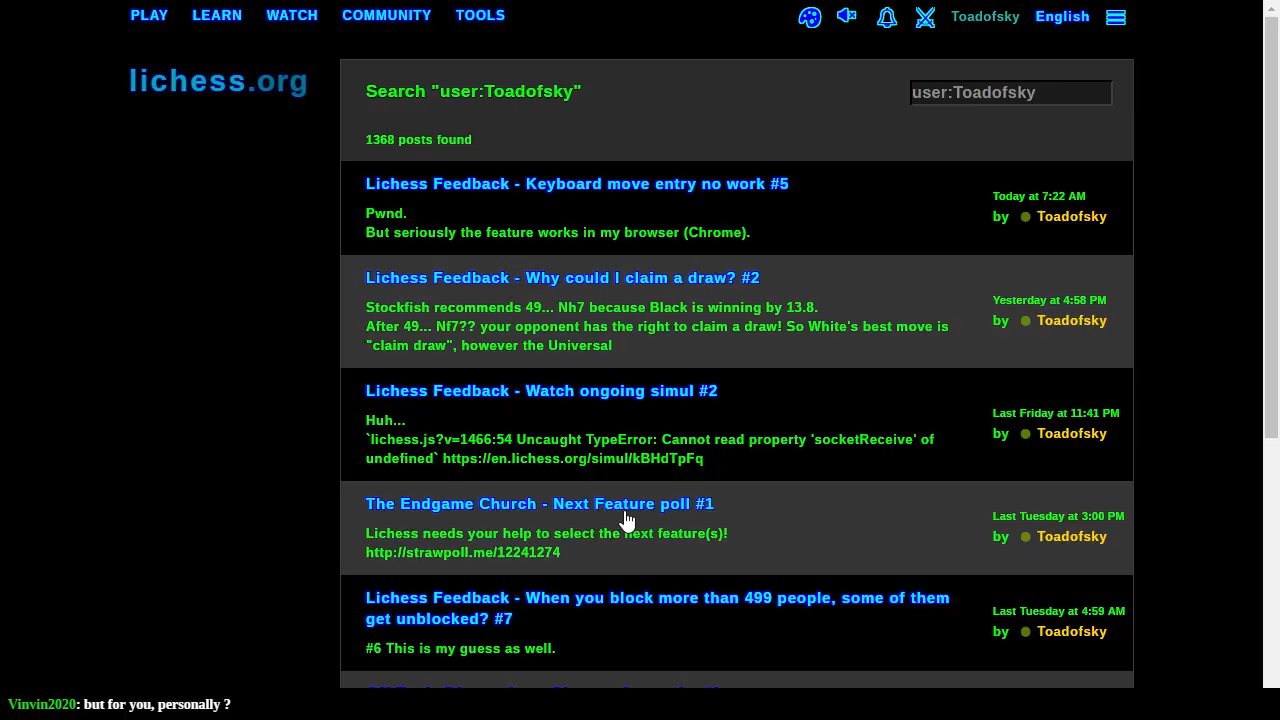 PLAY LEARN WATCH COMMUNITY TOOLS Toadofsky English
lichess.org
Search "user:Toadofsky" user:Toadofsky
1368 posts found
Lichess Feedback - Keyboard move entry no work #5
Today at 7:22 AM
Pwnd.
by Toadofsky
But seriously the feature works in my browser (Chrome).
Lichess Feedback - Why could I claim a draw? #2
Yesterday at 4:58 PM
Stockfish recommends 49... Nh7 because Black is winning by 13.8.
by Toadofsky
After 49... Nf7?? your opponent has the right to claim a draw! So White's best move is
"claim draw", however the Universal
Lichess Feedback - Watch ongoing simul #2
Last Friday at 11:41 PM
Huh...
by Toadofsky
`lichess.js?v=1466:54 Uncaught TypeError: Cannot read property 'socketReceive' of
undefined` https://en.lichess.org/simul/kBHdTpFq
The Endgame Church - Next Feature poll #1
Last Tuesday at 3:00 PM
Lichess needs your help to select the next feature(s)!
by Toadofsky
http://strawpoll.me/12241274
Lichess Feedback - When you block more than 499 people, some of them
get unblocked? #7
Last Tuesday at 4:59 AM
by Toadofsky
#6 This is my guess as well.
Vinvin2020: but for you, personally ?